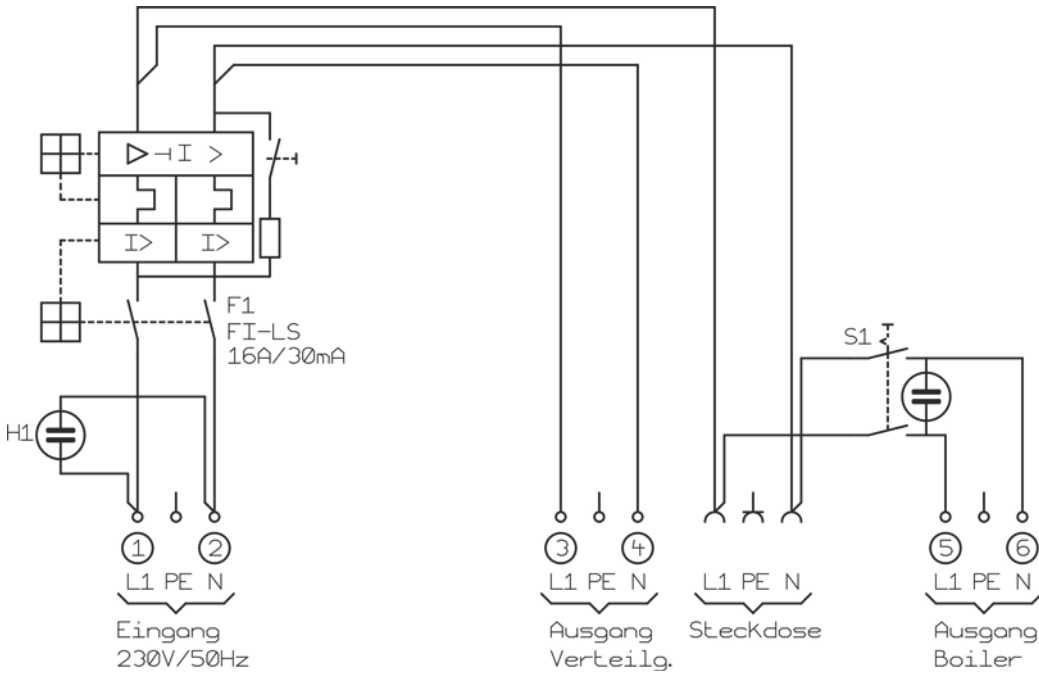 I >
I> I>
F1
FI-LS
16A/30mA
S1
H1
1 2 3 4 5 6
L1 PE N L1 PE N L1 PE N L1 PE N
Eingang
230V/50Hz
Ausgang
Verteilg.
Steckdose
Ausgang
Boiler